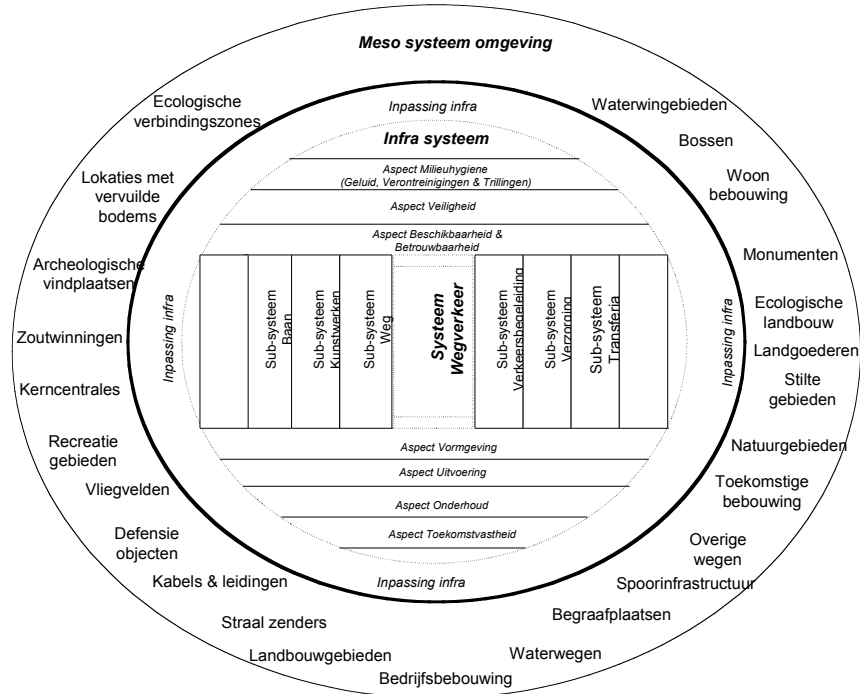 Meso systeem omgeving
Inpassing infra
Infra systeem
Aspect Milieuhygiene
(Geluid, Verontreinigingen & Trillingen)
Aspect Veiligheid
Aspect Beschikbaarheid &
Betrouwbaarheid
Sub-systeem
Baan
Sub-systeem
Kunstwerken
Sub-systeem
Weg
Systeem
Wegverkeer
Sub-systeem
Verkeersbegeleiding
Sub-systeem
Verzorging
Sub-systeem
Transferia
Aspect Vormgeving
Aspect Uitvoering
Aspect Onderhoud
Aspect Toekomstvastheid
Inpassing infra
Inpassing infra
Inpassing infra
Waterwingebieden
Bossen
Woon
bebouwing
Monumenten
Ecologische
landbouw
Landgoederen
Stilte
gebieden
Natuurgebieden
Toekomstige
bebouwing
Overige
wegen
Spoorinfrastructuur
Begraafplaatsen
Waterwegen
Bedrijfsbebouwing
Landbouwgebieden
Straal zenders
Kabels & leidingen
Defensie
objecten
Vliegvelden
Recreatie
gebieden
Kerncentrales
Zoutwinningen
Archeologische
vindplaatsen
Lokaties met
vervuilde
bodems
Ecologische
verbindingszones